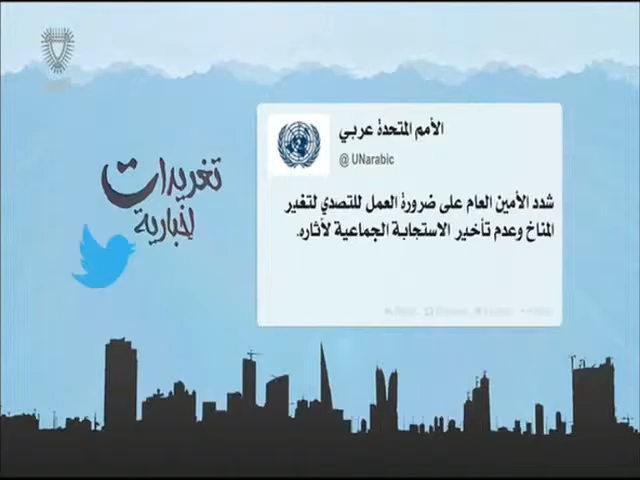 تغريدات
إخبارية
الأمم المتحدة عربي
@ UNarabic
شدد الأمين العام على ضرورة العمل للتصدي لتغير
المناخ وعدم تأخير الاستجابة الجماعية لآثاره.